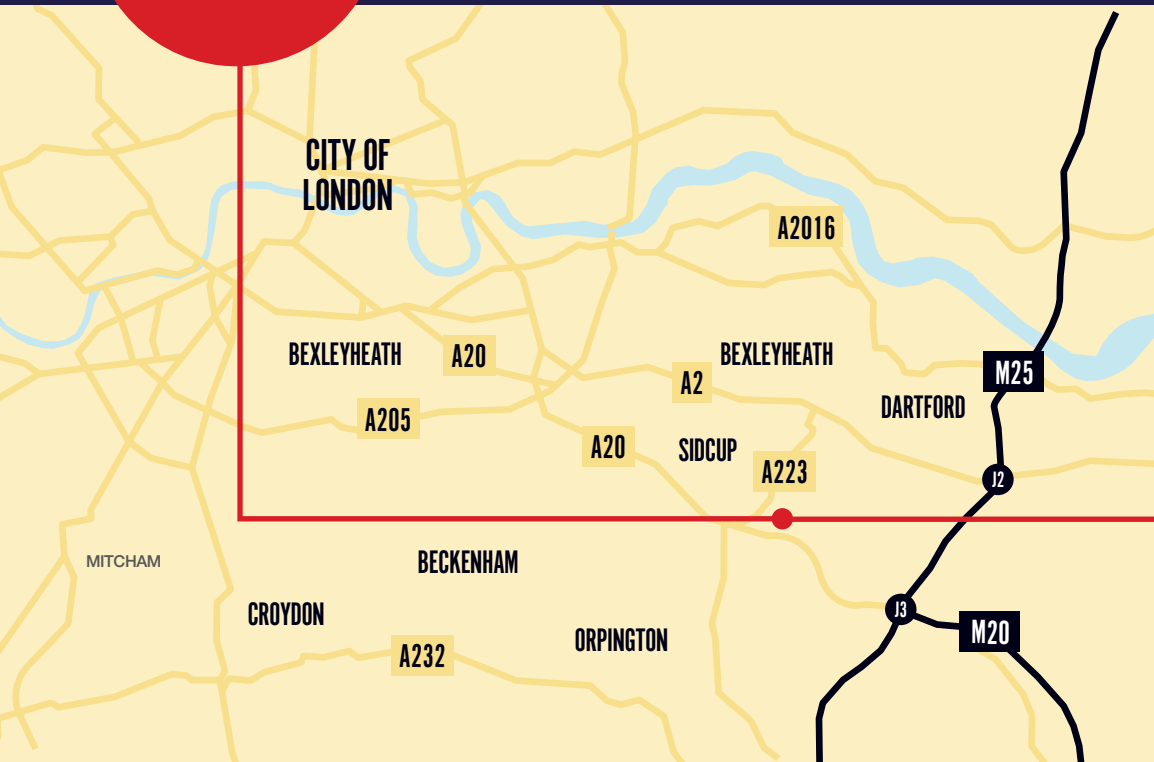 CITY OF
LONDON
A2016
BEXLEYHEATH
A20
BEXLEYHEATH
M25
A2
DARTFORD
A205
A20
SIDCUP
A223
J2
MITCHAM
BECKENHAM
CROYDON
J3
ORPINGTON
M20
A232